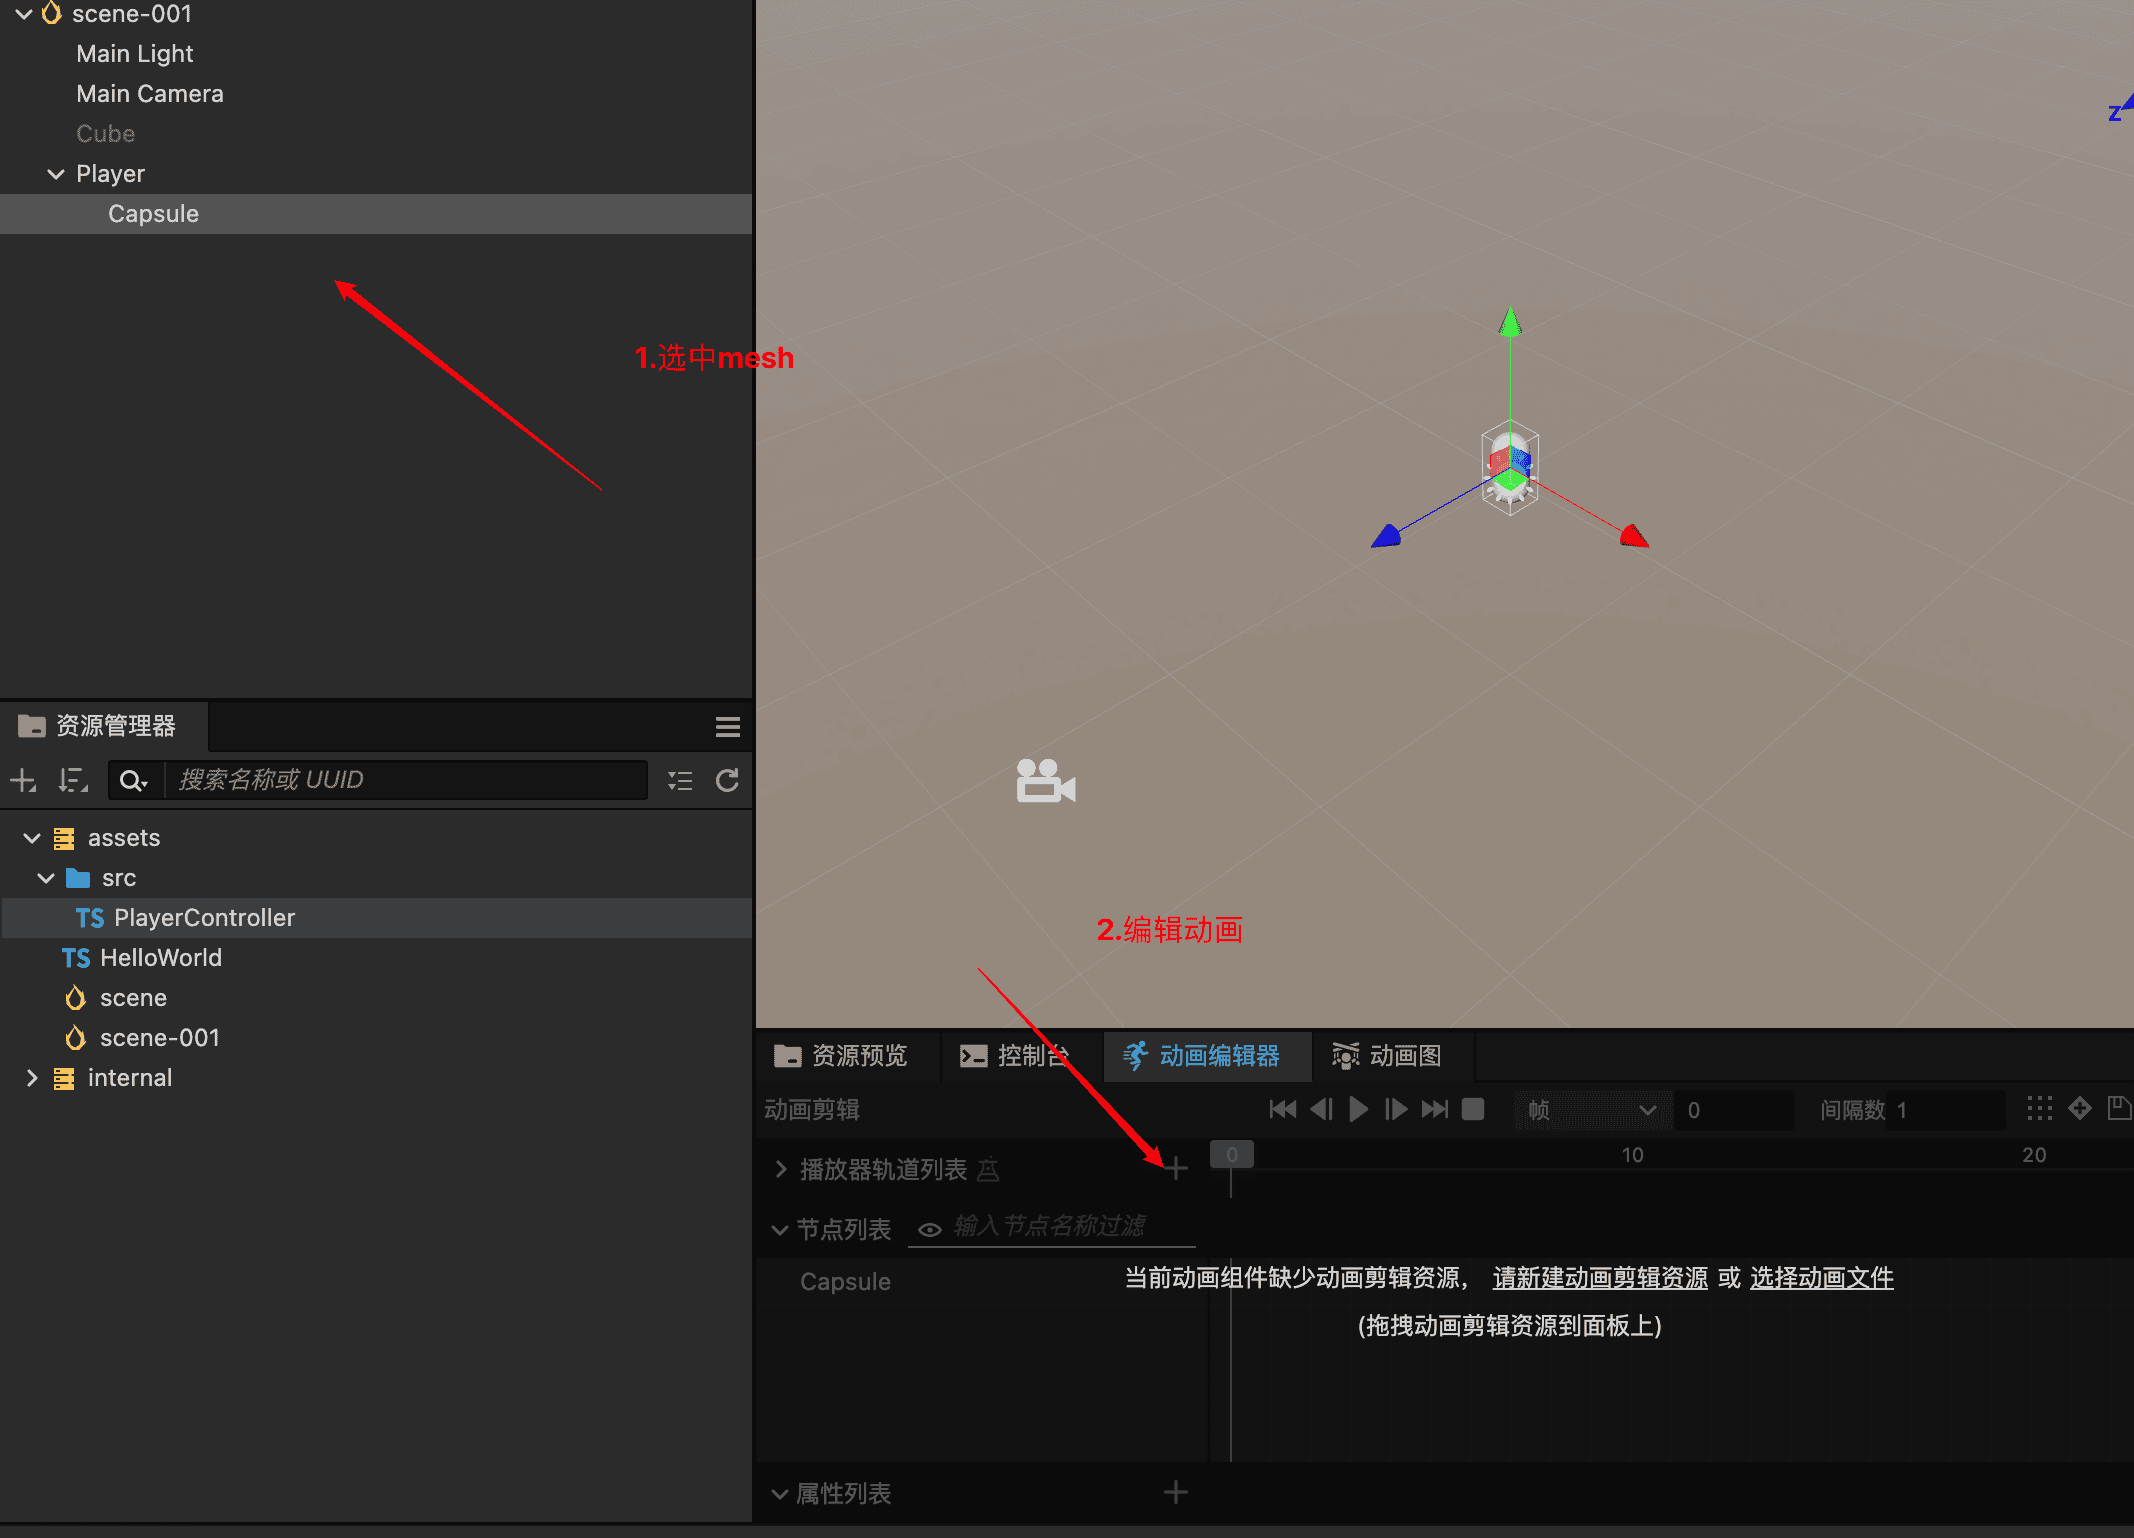 scene-001
Main Light
Main Camera
Cube
Player
Capsule
1.选中mesh
z
资源管理器
搜索名称或 UUID
assets
src
TS PlayerController
TS HelloWorld
scene
scene-001
internal
2.编辑动画
资源预览
控制台
动画编辑器
动画图
动画剪辑
帧
0
间隔数 1
播放器轨道列表
0
10
20
节点列表
输入节点名称过滤
Capsule
当前动画组件缺少动画剪辑资源， 请新建动画剪辑资源 或 选择动画文件
(拖拽动画剪辑资源到面板上)
属性列表